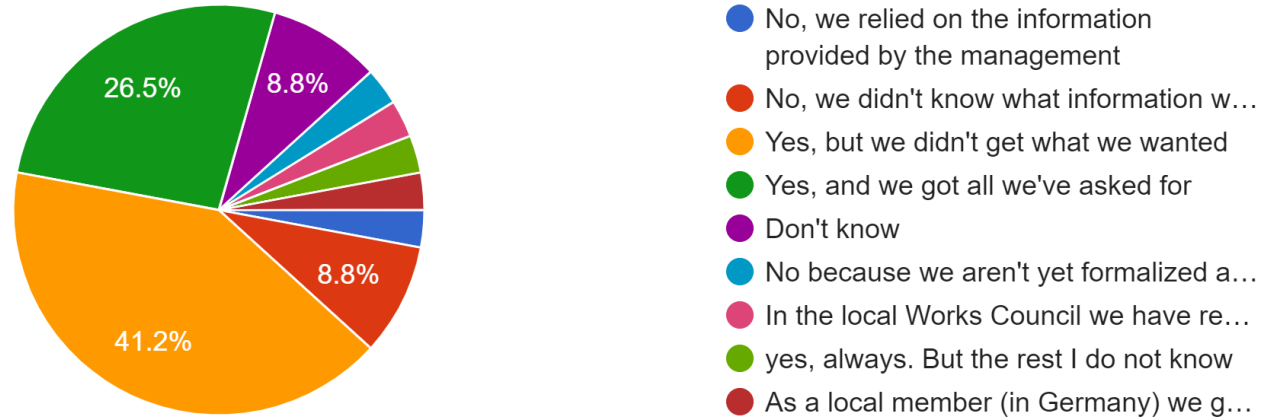 26.5%
8.8%
8.8%
41.2%
No, we relied on the information
provided by the management
No, we didn't know what information w…
Yes, but we didn't get what we wanted
Yes, and we got all we've asked for
Don't know
No because we aren't yet formalized a…
In the local Works Council we have re…
yes, always. But the rest I do not know
As a local member (in Germany) we g…